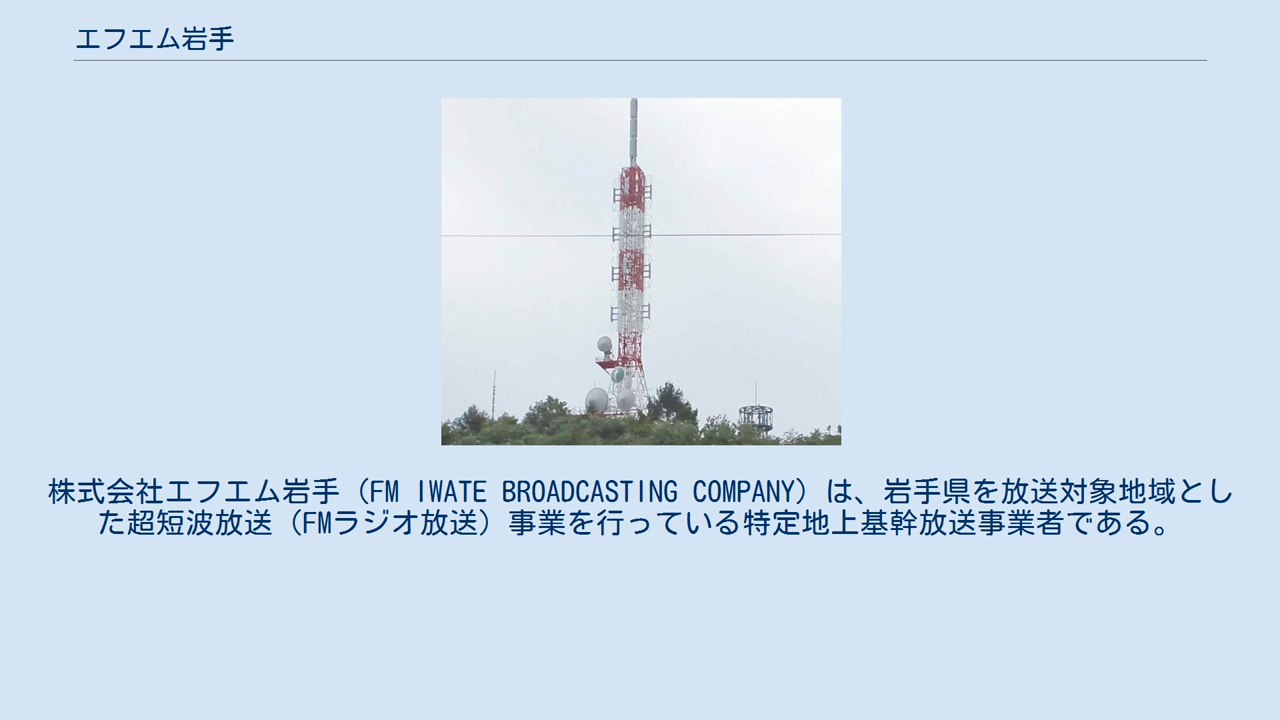 エフエム岩手
株式会社エフエム岩手（FM IWATE BROADCASTING COMPANY）は、岩手県を放送対象地域とし
た超短波放送（FMラジオ放送）事業を行っている特定地上基幹放送事業者である。